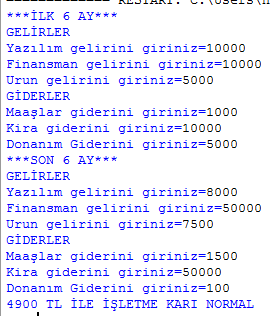 ***İLK 6 AY***
GELİRLER
Yazılım gelirini giriniz=10000
Finansman gelirini giriniz=10000
Urun gelirini giriniz=5000
GİDERLER
Maaşlar giderini giriniz=1000
Kira giderini giriniz=10000
Donanım Giderini giriniz=5000
***SON 6 AY***
GELİRLER
Yazılım gelirini giriniz=8000
Finansman gelirini giriniz=50000
Urun gelirini giriniz=7500
GİDERLER
Maaşlar giderini giriniz=1500
Kira giderini giriniz=50000
Donanım Giderini giriniz=100
4900 TL İLE İŞLETME KARI NORMAL